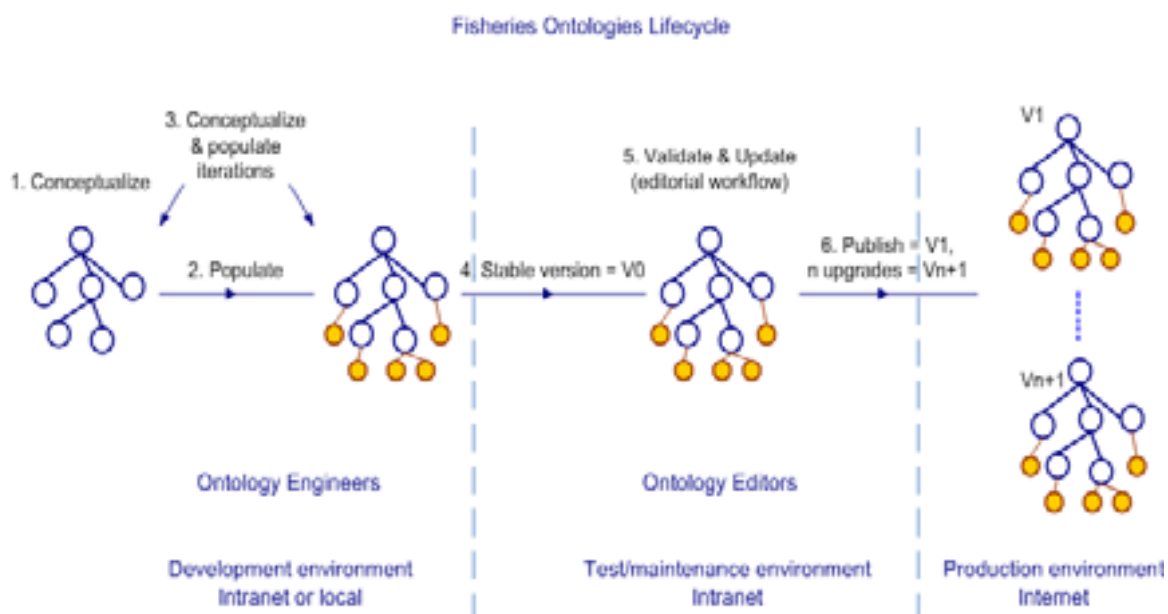 Fisheries Ontologies Lifecycle
3. Conceptualize
& populate
iterations
1. Conceptualize
2. Populate
4. Stable version = V0
5. Validate & Update
(editorial workflow)
6. Publish = V1,
n upgrades = Vn+1
V1
Vn+1
Ontology Engineers
Ontology Editors
Development environment
Intranet or local
Test/maintenance environment
Intranet
Production environment
Internet